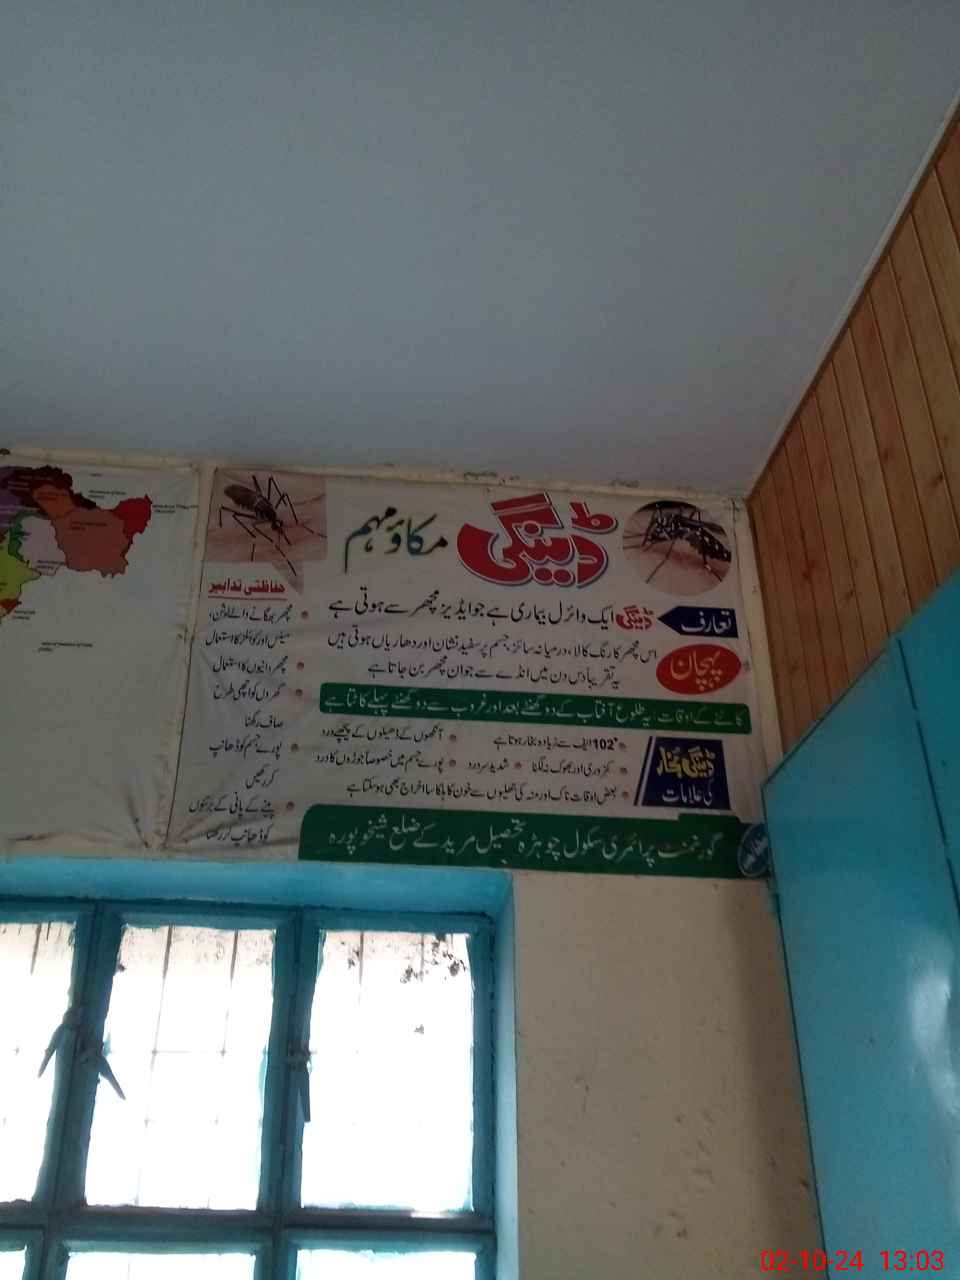 ڈینگی مکاؤ مہم
تعارف
ڈینگی ایک وائرل بیماری ہے جو ایڈیز مچھر سے ہوتی ہے
پہچان
اس مچھر کا رنگ کالا، درمیانہ سائز، جسم پر سفید نشان اور دھاریاں ہوتی ہیں
یہ تقریباً دس دن میں انڈے سے جوان مچھر بن جاتا ہے
کاٹنے کے اوقات، یہ طلوع آفتاب کے دو گھنٹے بعد اور غروب سے دو گھنٹے پہلے کاٹتا ہے
ڈینگی بُخار
کی علامات
102° ایف سے زیادہ بخار ہوتا ہے • آنکھوں کے ڈھیلوں کے پیچھے درد
کمزوری اور بھوک نہ لگنا • شدید سر درد • پورے جسم میں خصوصاً جوڑوں کا درد
بعض اوقات ناک اور منہ کی جھلیوں سے خون کا ہلکا سا اخراج بھی ہو سکتا ہے
حفاظتی تدابیر
مچھر بھگانے والے لوشن،
میٹس اور کوائلز کا استعمال
مچھر دانیوں کا استعمال
گھروں کو اچھی طرح
صاف رکھنا
پورے جسم کو ڈھانپ
کر رکھیں
پینے کے پانی کے برتنوں
کو ڈھانپ کر رکھنا
گورنمنٹ پرائمری سکول چوہڑہ تحصیل مریدکے ضلع شیخوپورہ
02-10-24 13:03